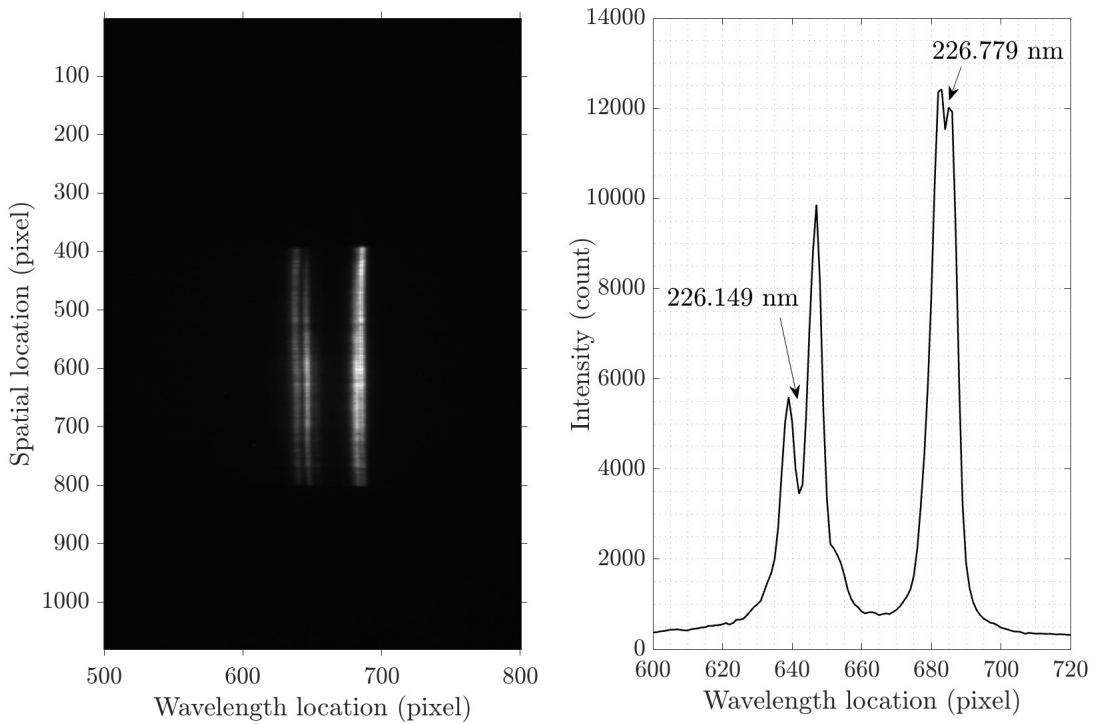 100
200
300
400
500
600
700
800
900
1000
500 600 700 800
Spatial location (pixel)
Wavelength location (pixel)
14000
12000
10000
8000
6000
4000
2000
0
600 620 640 660 680 700 720
Intensity (count)
Wavelength location (pixel)
226.779 nm
226.149 nm